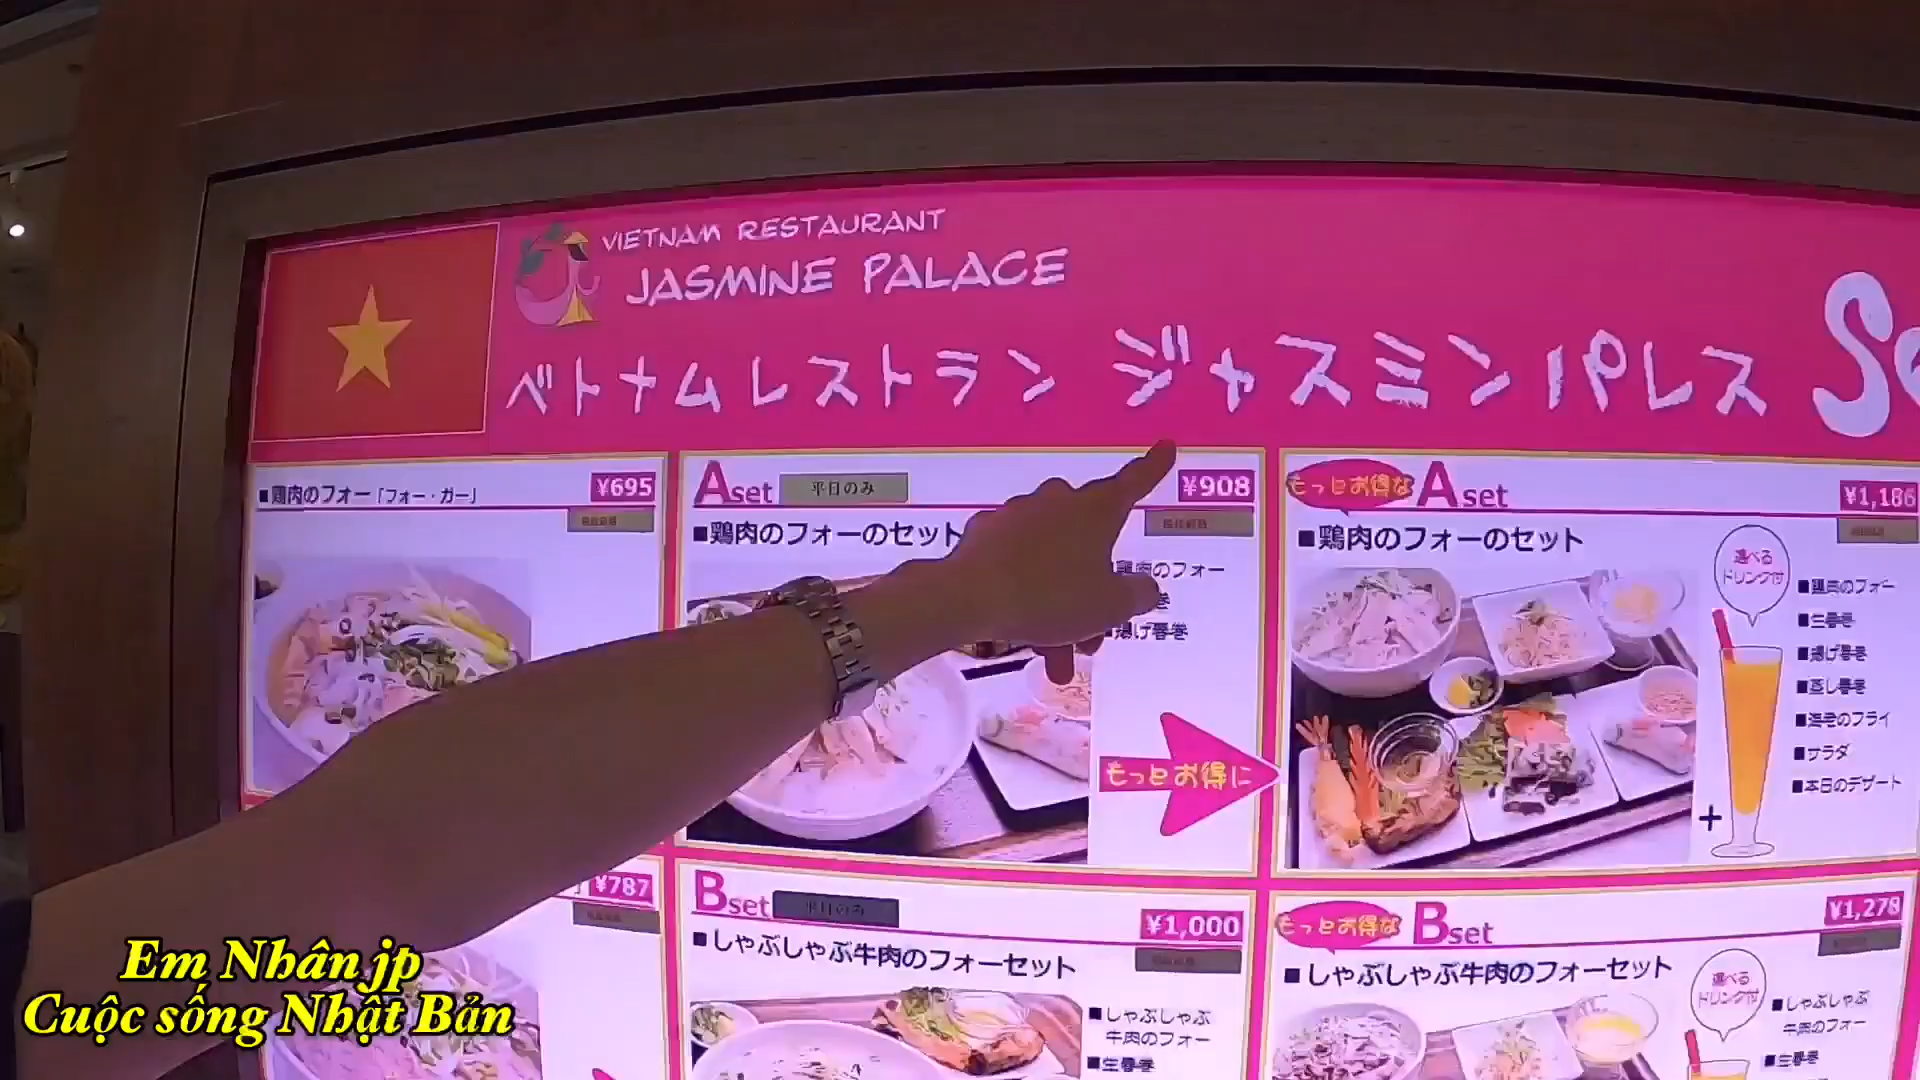 VIETNAM RESTAURANT
JASMINE PALACE
ベトナムレストラン ジャスミンパレス
■鶏肉のフォー「フォー・ガー」 ¥695
Aset 平日のみ ¥908
■鶏肉のフォーのセット
鶏肉のフォー
揚げ春巻
もっとお得に
もっとお得な Aset ¥1,186
■鶏肉のフォーのセット
選べる
ドリンク付
■鶏肉のフォー
■生春巻
■揚げ春巻
■蒸し春巻
■海老のフライ
■サラダ
■本日のデザート
+
¥787
Bset 平日のみ ¥1,000
■しゃぶしゃぶ牛肉のフォーセット
■しゃぶしゃぶ
牛肉のフォー
■生春巻
もっとお得な Bset ¥1,278
■しゃぶしゃぶ牛肉のフォーのセット
選べる
ドリンク付
■しゃぶしゃぶ
牛肉のフォー
■生春巻
Em Nhân jp
Cuộc sống Nhật Bản